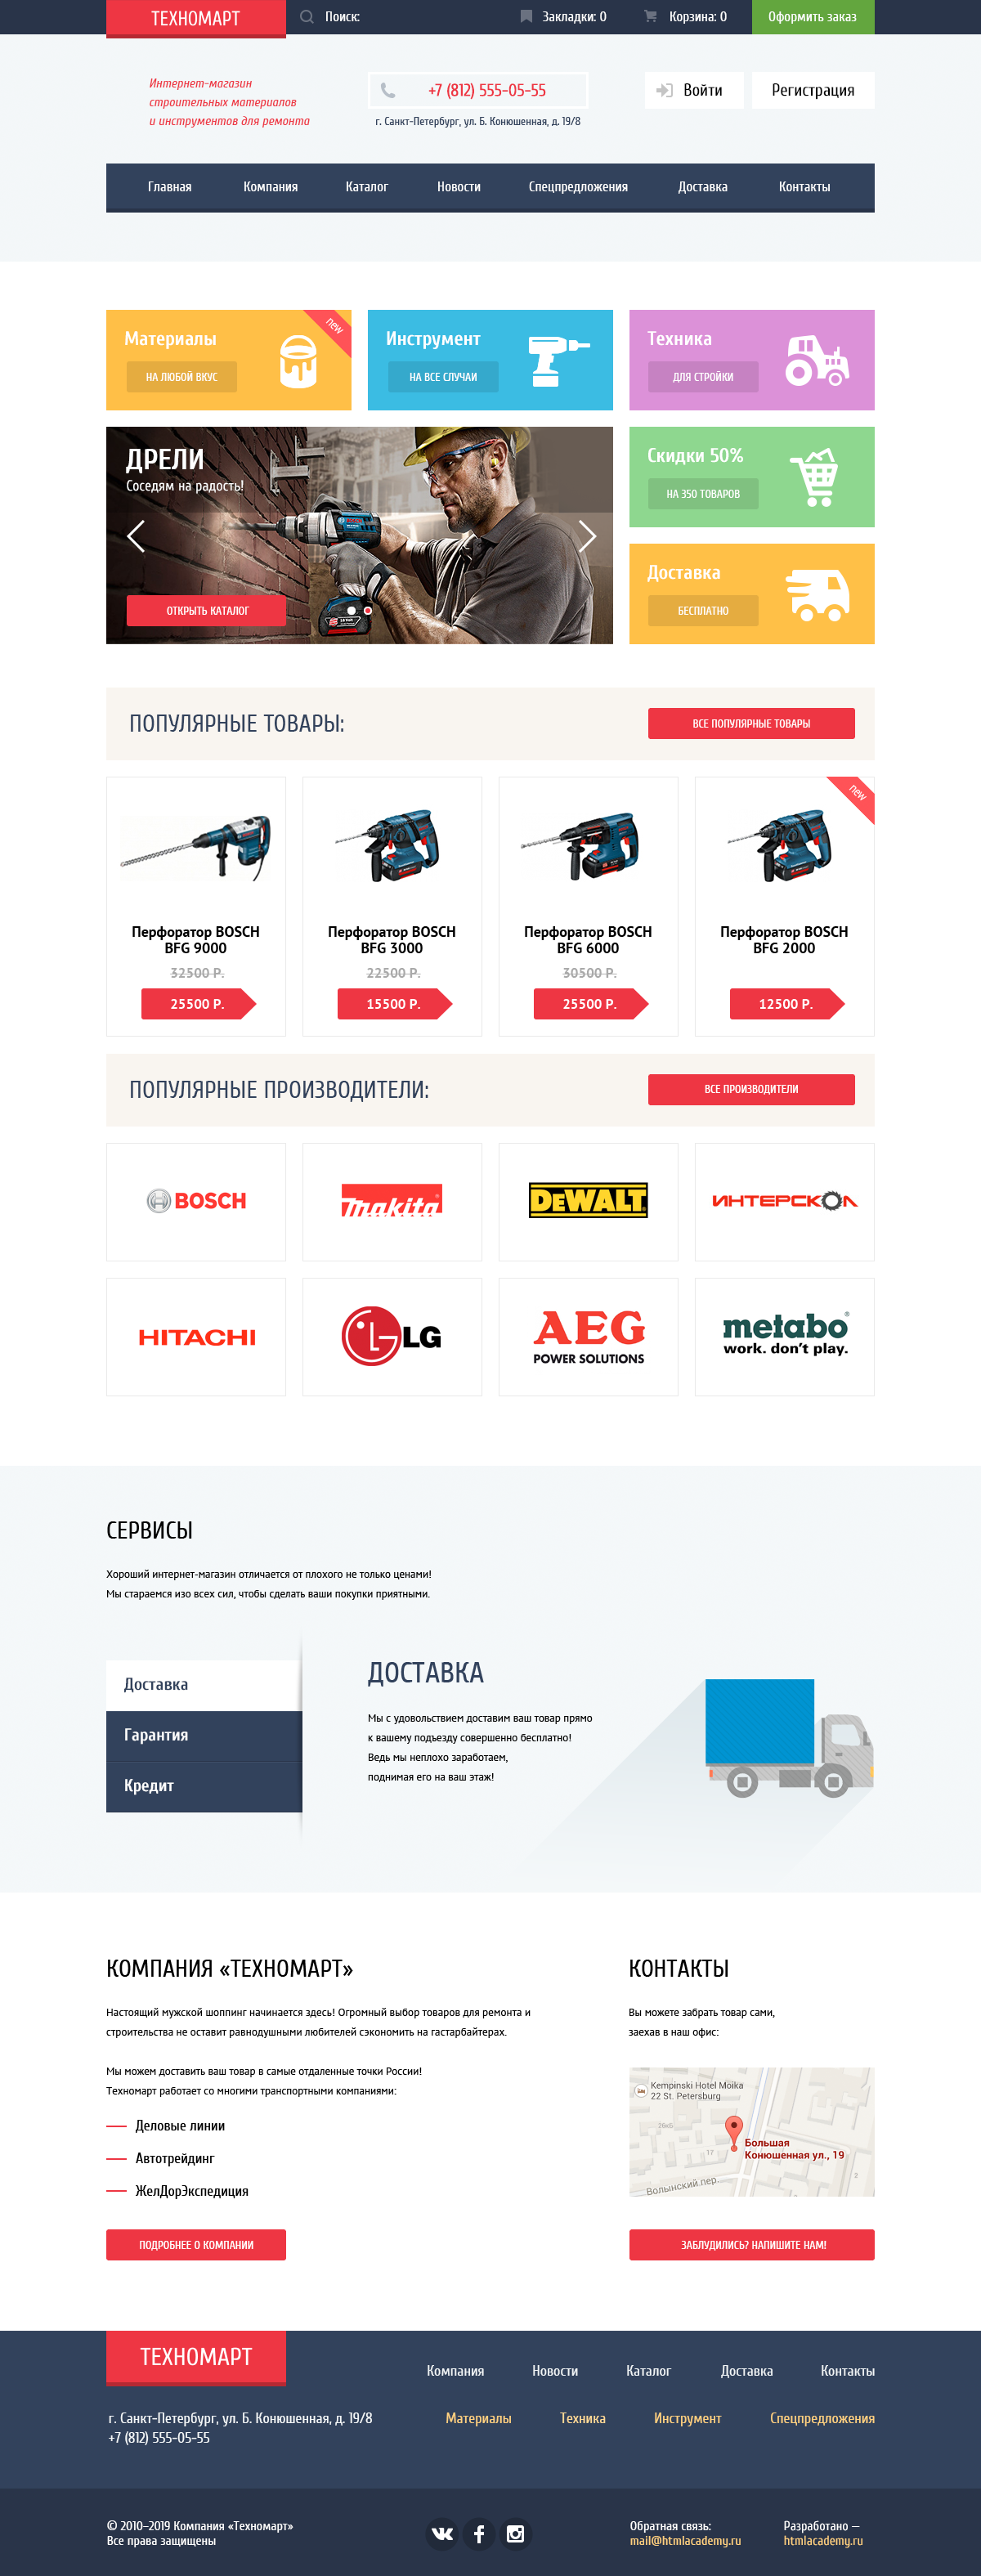 ТЕХНОМАРТ
Поиск:
Закладки: 0
Корзина: 0
Оформить заказ
Интернет-магазин
строительных материалов
и инструментов для ремонта
+7 (812) 555-05-55
г. Санкт-Петербург, ул. Б. Конюшенная, д. 19/8
Войти
Регистрация
Главная
Компания
Каталог
Новости
Спецпредложения
Доставка
Контакты
Материалы
НА ЛЮБОЙ ВКУС
new
Инструмент
НА ВСЕ СЛУЧАИ
Техника
ДЛЯ СТРОЙКИ
ДРЕЛИ
Соседям на радость!
ОТКРЫТЬ КАТАЛОГ
Скидки 50%
НА 350 ТОВАРОВ
Доставка
БЕСПЛАТНО
ПОПУЛЯРНЫЕ ТОВАРЫ:
ВСЕ ПОПУЛЯРНЫЕ ТОВАРЫ
Перфоратор BOSCH
BFG 9000
32500 Р.
25500 Р.
Перфоратор BOSCH
BFG 3000
22500 Р.
15500 Р.
Перфоратор BOSCH
BFG 6000
30500 Р.
25500 Р.
new
Перфоратор BOSCH
BFG 2000
12500 Р.
ПОПУЛЯРНЫЕ ПРОИЗВОДИТЕЛИ:
ВСЕ ПРОИЗВОДИТЕЛИ
BOSCH
makita
DEWALT
ИНТЕРСКОЛ
HITACHI
LG
AEG
POWER SOLUTIONS
metabo®
work. don't play.
СЕРВИСЫ
Хороший интернет-магазин отличается от плохого не только ценами!
Мы стараемся изо всех сил, чтобы сделать ваши покупки приятными.
Доставка
Гарантия
Кредит
ДОСТАВКА
Мы с удовольствием доставим ваш товар прямо
к вашему подъезду совершенно бесплатно!
Ведь мы неплохо заработаем,
поднимая его на ваш этаж!
КОМПАНИЯ «ТЕХНОМАРТ»
Настоящий мужской шоппинг начинается здесь! Огромный выбор товаров для ремонта и
строительства не оставит равнодушными любителей сэкономить на гастарбайтерах.
Мы можем доставить ваш товар в самые отдаленные точки России!
Техномарт работает со многими транспортными компаниями:
Деловые линии
Автотрейдинг
ЖелДорЭкспедиция
ПОДРОБНЕЕ О КОМПАНИИ
КОНТАКТЫ
Вы можете забрать товар сами,
заехав в наш офис:
Kempinski Hotel Moika
22 St. Petersburg
Большая
Конюшенная ул., 19
17
2
Волынский пер.
ЗАБЛУДИЛИСЬ? НАПИШИТЕ НАМ!
ТЕХНОМАРТ
Компания
Новости
Каталог
Доставка
Контакты
г. Санкт-Петербург, ул. Б. Конюшенная, д. 19/8
+7 (812) 555-05-55
Материалы
Техника
Инструмент
Спецпредложения
© 2010–2019 Компания «Техномарт»
Все права защищены
Обратная связь:
mail@htmlacademy.ru
Разработано —
htmlacademy.ru